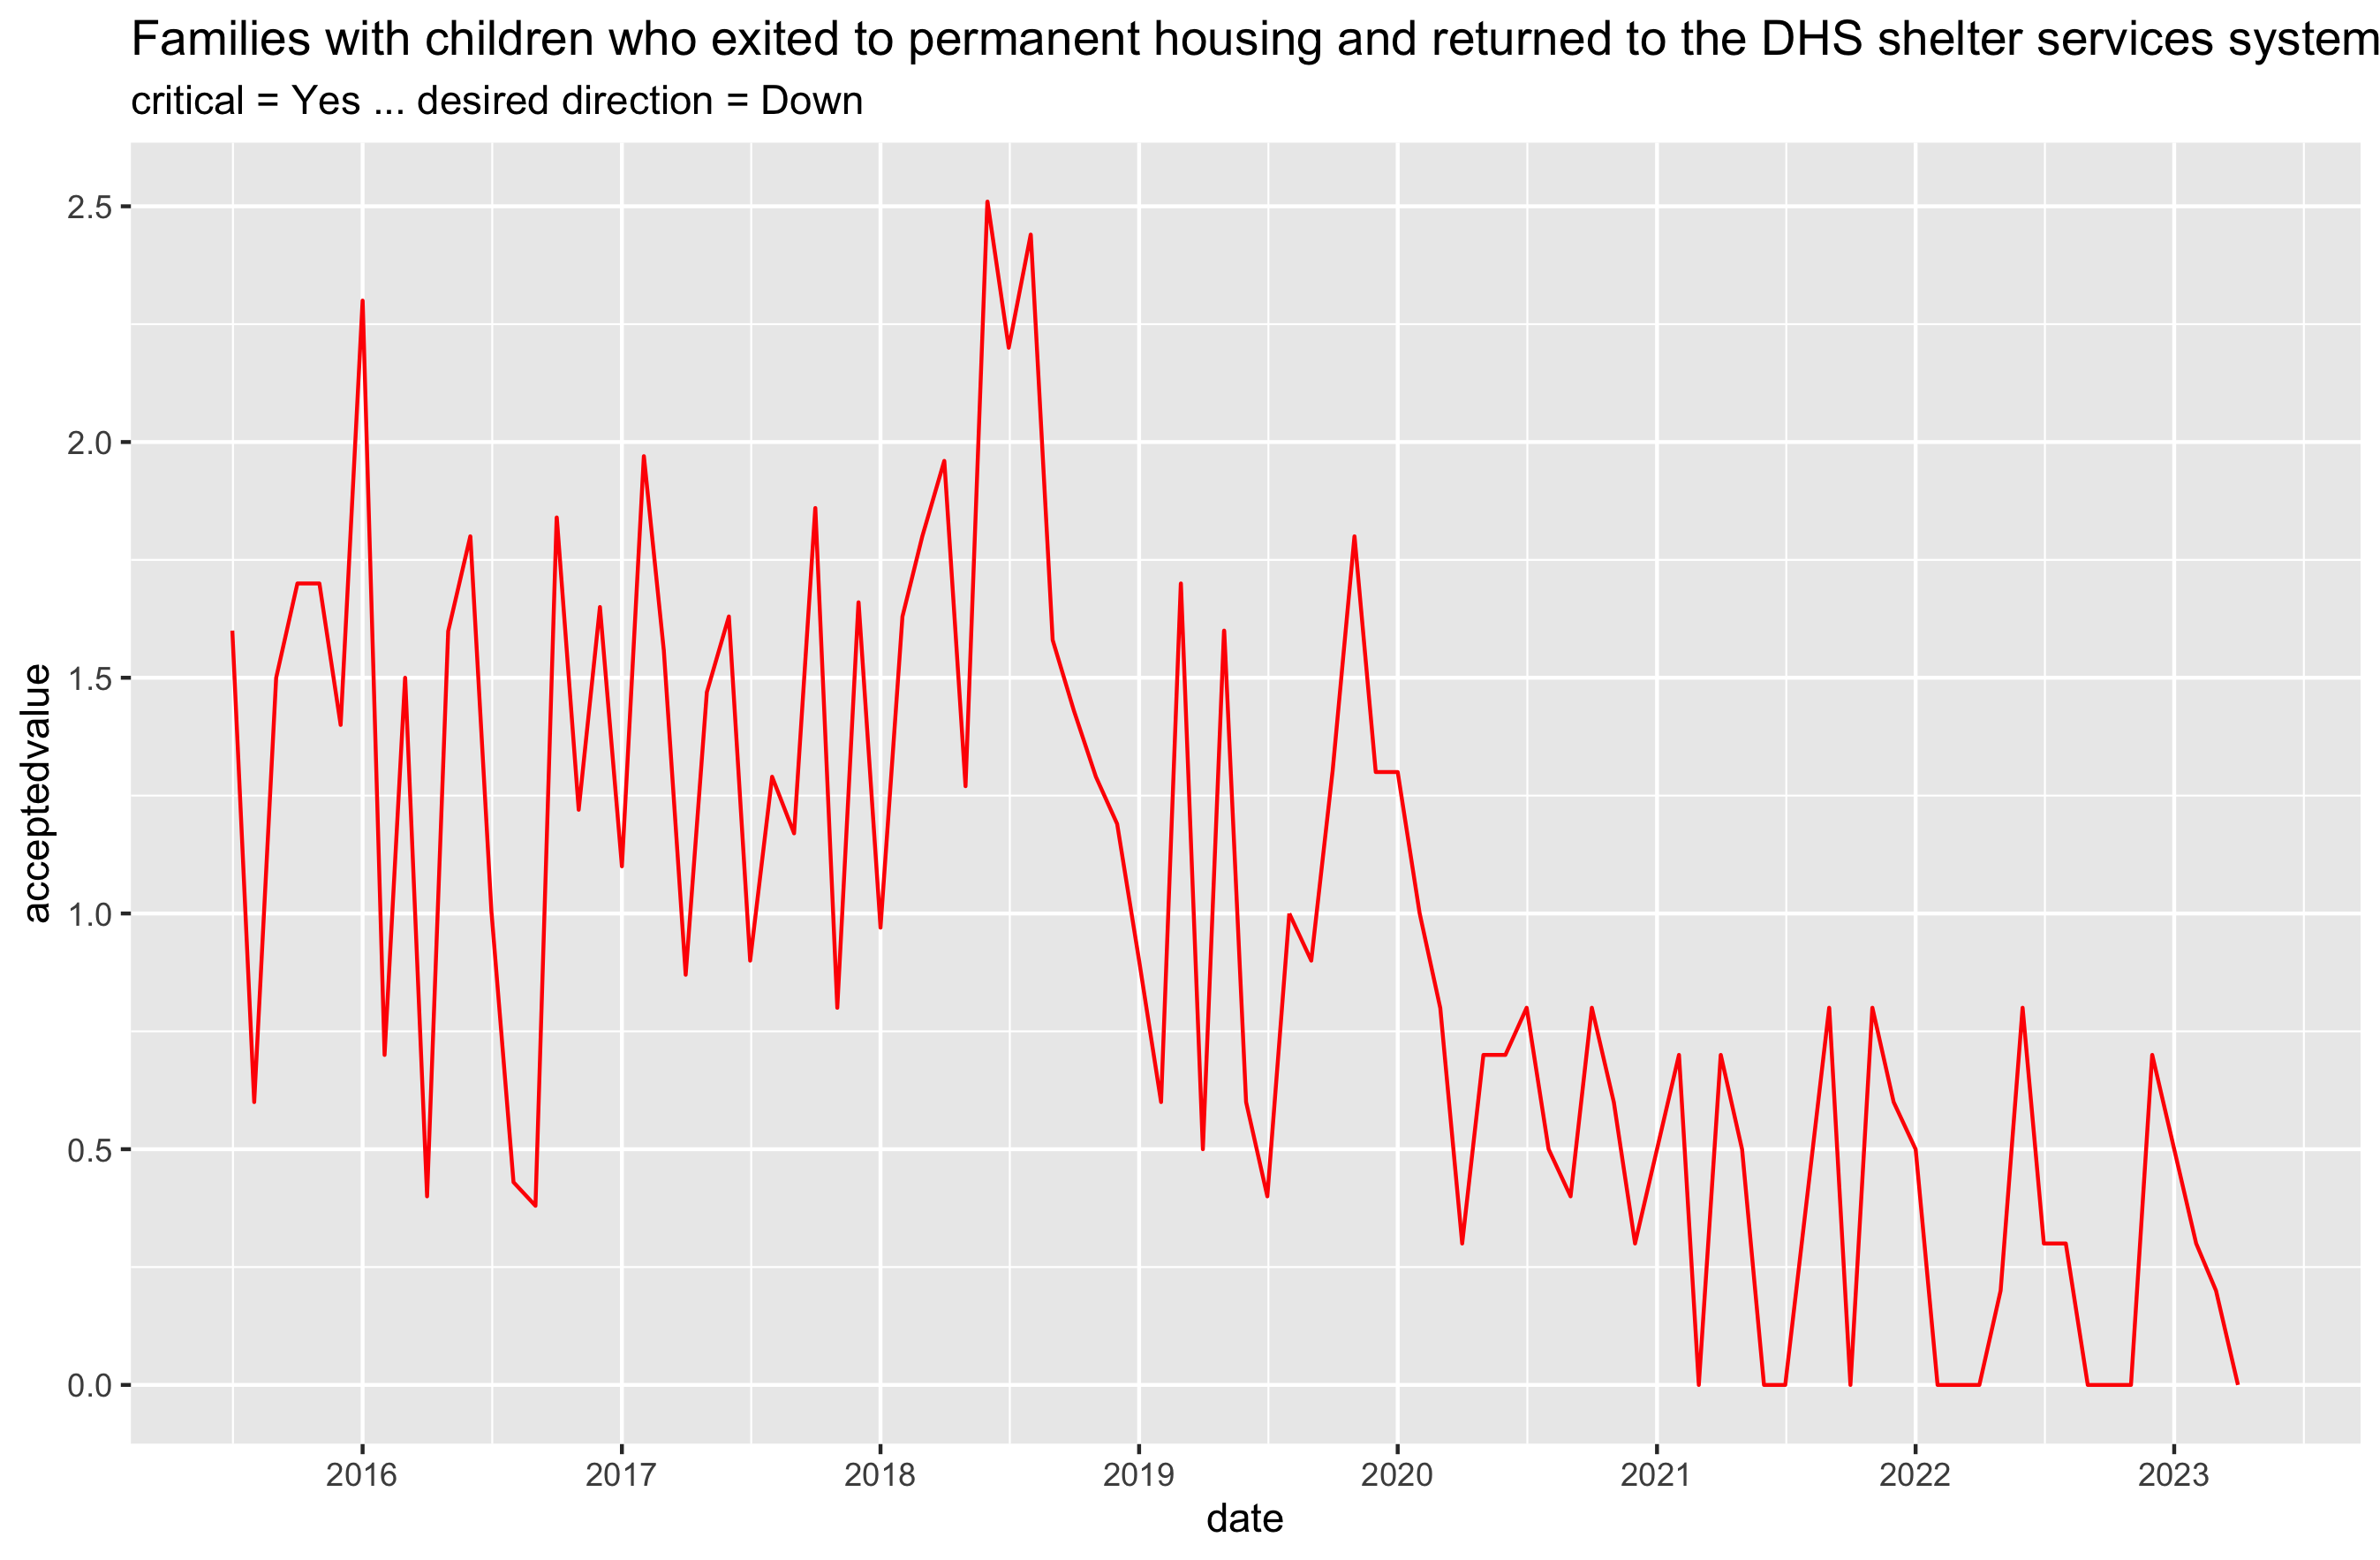 Families with children who exited to permanent housing and returned to the DHS shelter services system
critical = Yes ... desired direction = Down
2.5
2.0
1.5
1.0
0.5
0.0
acceptedvalue
2016 2017 2018 2019 2020 2021 2022 2023
date